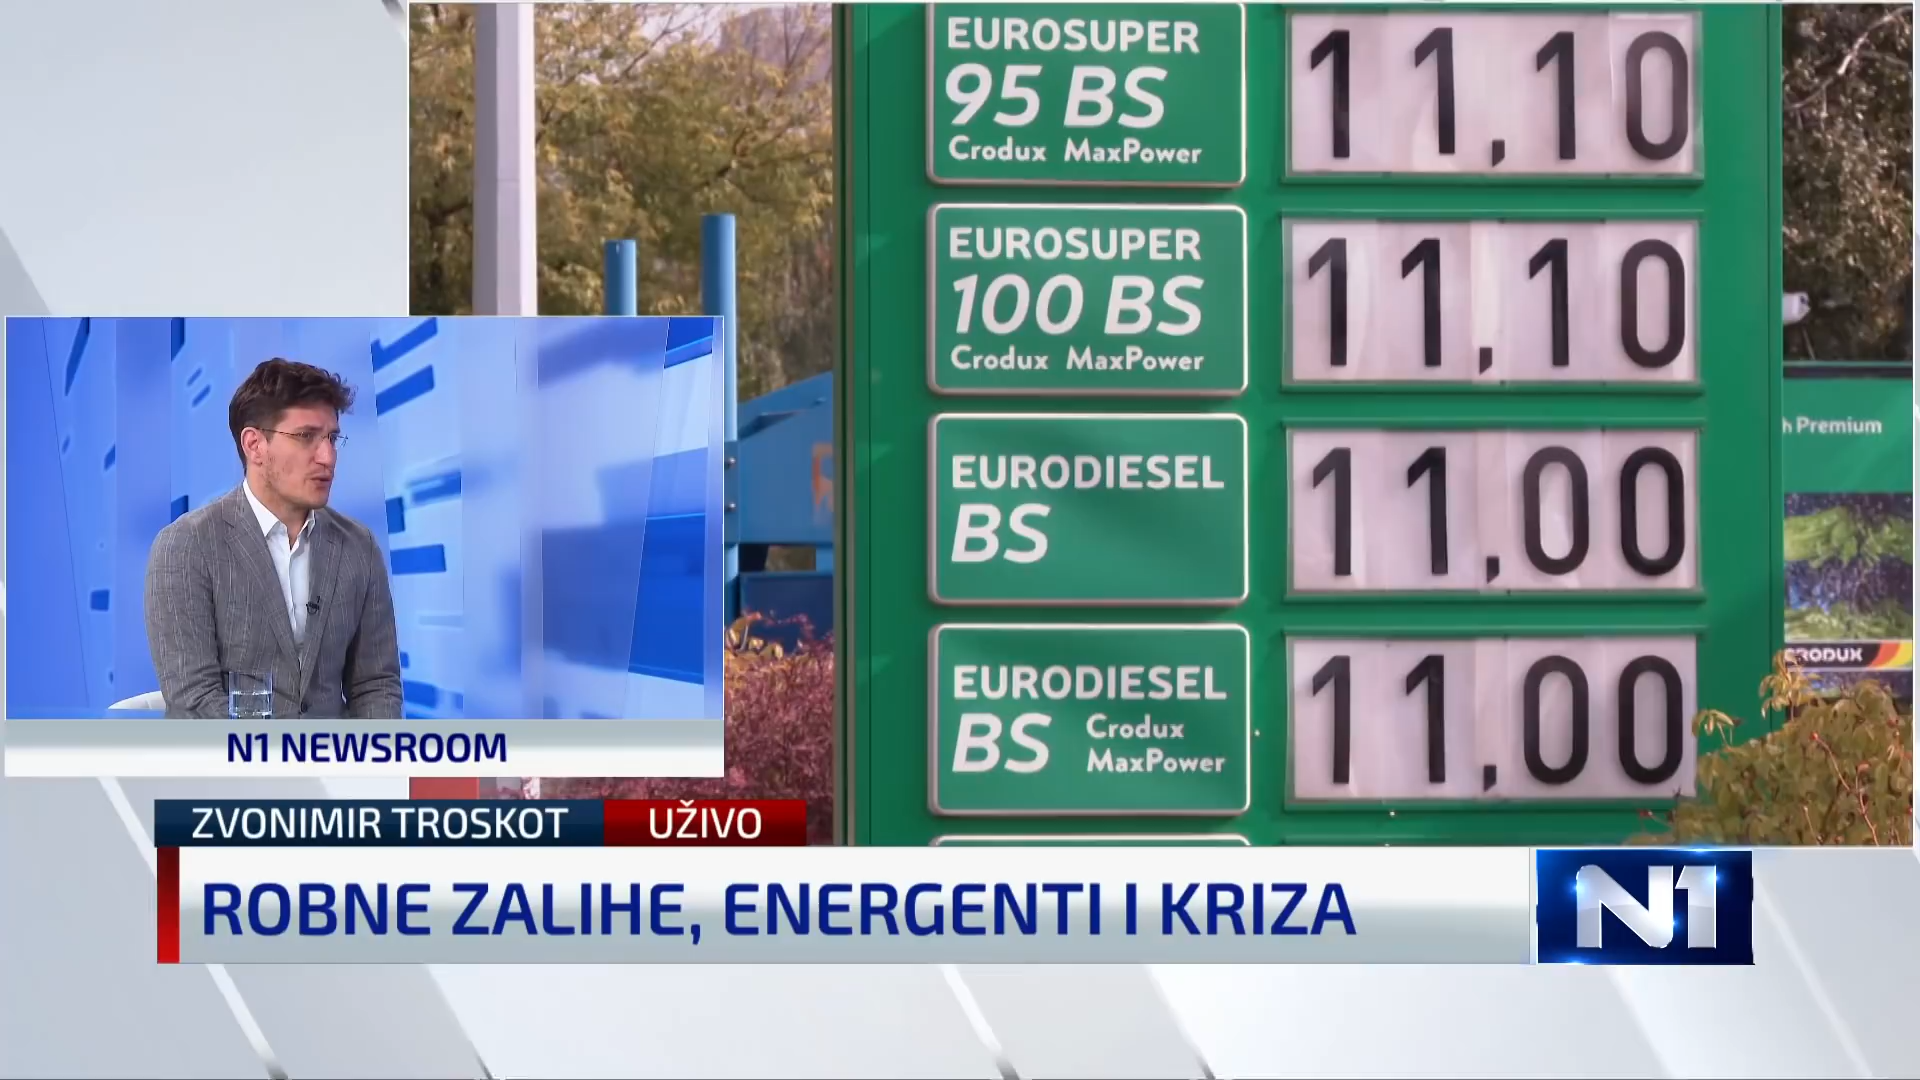 EUROSUPER
95 BS
Crodux MaxPower
11,10
EUROSUPER
100 BS
Crodux MaxPower
11,10
EURODIESEL
BS
11,00
EURODIESEL
BS Crodux
MaxPower
11,00
Premium
CRODUX
N1 NEWSROOM
ZVONIMIR TROSKOT UŽIVO
ROBNE ZALIHE, ENERGENTI I KRIZA
N1